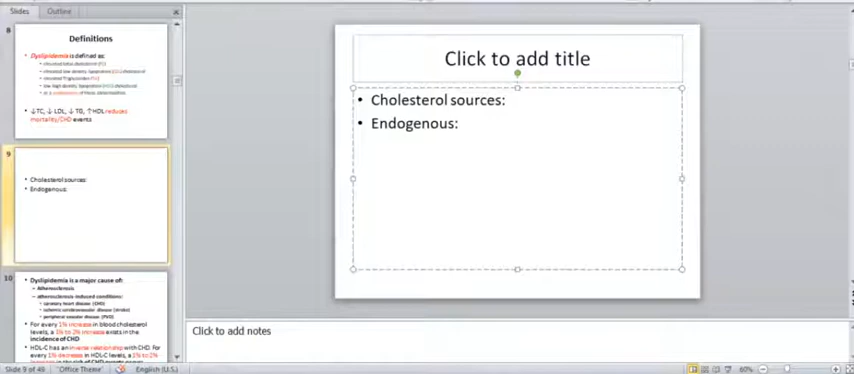 Slides Outline
8
Definitions
• Dyslipidemia is defined as:
• elevated total cholesterol (TC)
• elevated low density lipoprotein (LDL) cholesterol
• elevated Triglycerides (TG)
• low high density lipoprotein (HDL) cholesterol
• or a combination of these abnormalities
• ↓TC, ↓ LDL, ↓ TG, ↑HDL reduces
mortality/CHD events
9
• Cholesterol sources:
• Endogenous:
10
• Dyslipidemia is a major cause of:
• Atherosclerosis
• atherosclerosis-induced conditions:
• coronary heart disease (CHD)
• ischemic cerebrovascular disease (stroke)
• peripheral vascular disease (PVD)
• For every 1% increase in blood cholesterol
levels, a 1% to 2% increase exists in the
incidence of CHD
• HDL-C has an inverse relationship with CHD. For
every 1% decrease in HDL-C levels, a 1% to 2%
Click to add title
• Cholesterol sources:
• Endogenous:
Click to add notes
Slide 9 of 48 "Office Theme" English (U.S.) 60%